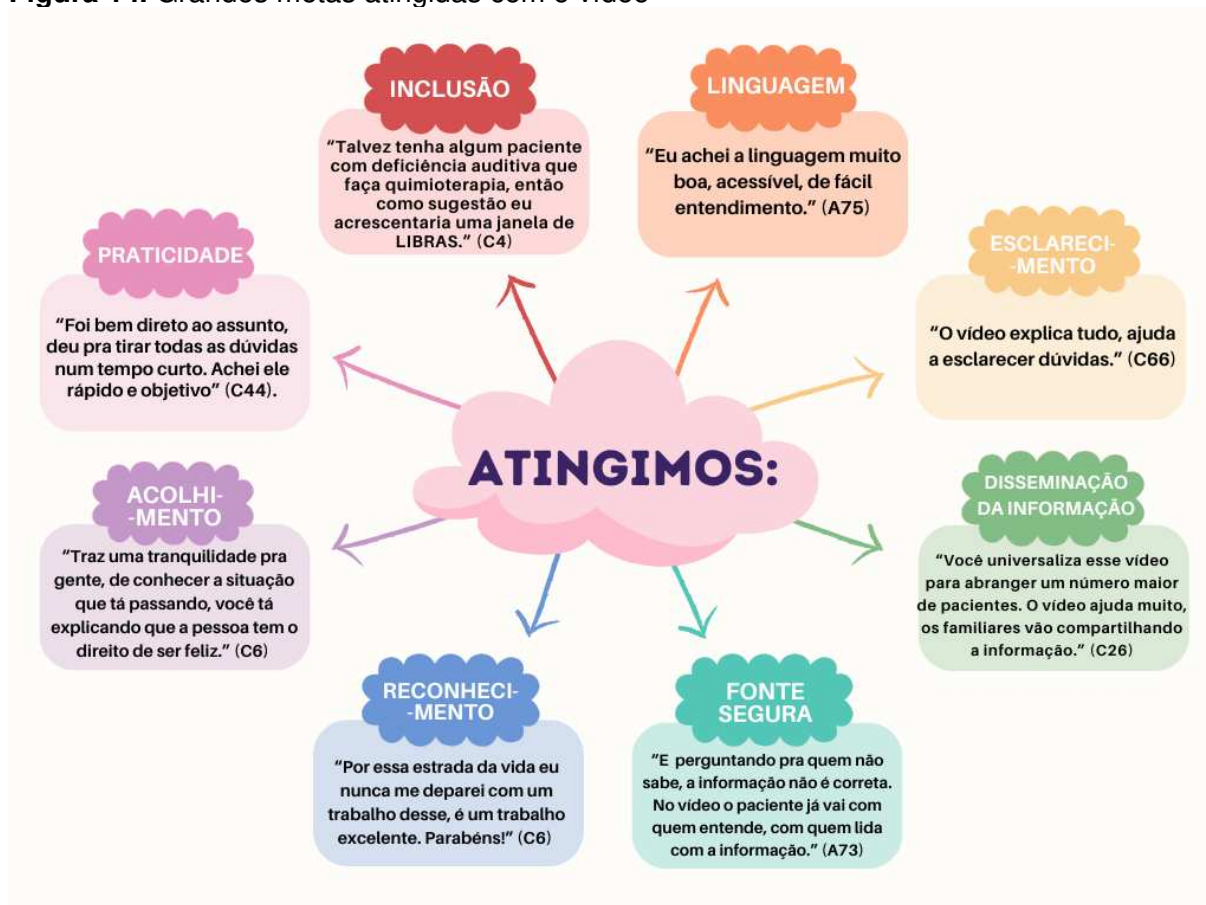 Figura 14. Grandes metas atingidas com o vídeo
INCLUSÃO
“Talvez tenha algum paciente
com deficiência auditiva que
faça quimioterapia, então
como sugestão eu
acrescentaria uma janela de
LIBRAS.” (C4)
LINGUAGEM
“Eu achei a linguagem muito
boa, acessível, de fácil
entendimento.” (A75)
PRATICIDADE
“Foi bem direto ao assunto,
deu pra tirar todas as dúvidas
num tempo curto. Achei ele
rápido e objetivo” (C44).
ESCLARECI-
-MENTO
“O vídeo explica tudo, ajuda
a esclarecer dúvidas.” (C66)
ATINGIMOS:
ACOLHI-
-MENTO
“Traz uma tranquilidade pra
gente, de conhecer a situação
que tá passando, você tá
explicando que a pessoa tem o
direito de ser feliz.” (C6)
DISSEMINAÇÃO
DA INFORMAÇÃO
“Você universaliza esse vídeo
para abranger um número maior
de pacientes. O vídeo ajuda muito,
os familiares vão compartilhando
a informação.” (C26)
RECONHECI-
-MENTO
“Por essa estrada da vida eu
nunca me deparei com um
trabalho desse, é um trabalho
excelente. Parabéns!” (C6)
FONTE
SEGURA
“E perguntando pra quem não
sabe, a informação não é correta.
No vídeo o paciente já vai com
quem entende, com quem lida
com a informação.” (A73)